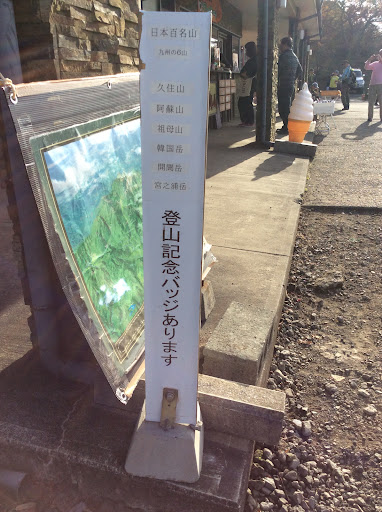 日本百名山
九州の6山
久住山
阿蘇山
祖母山
韓国岳
開聞岳
宮之浦岳
登山記念バッジあります